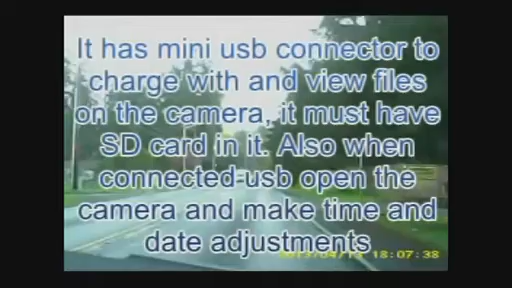 It has mini usb connector to
charge with and view files
on the camera, it must have
SD card in it. Also when
connected-usb open the
camera and make time and
date adjustments
18:07:38